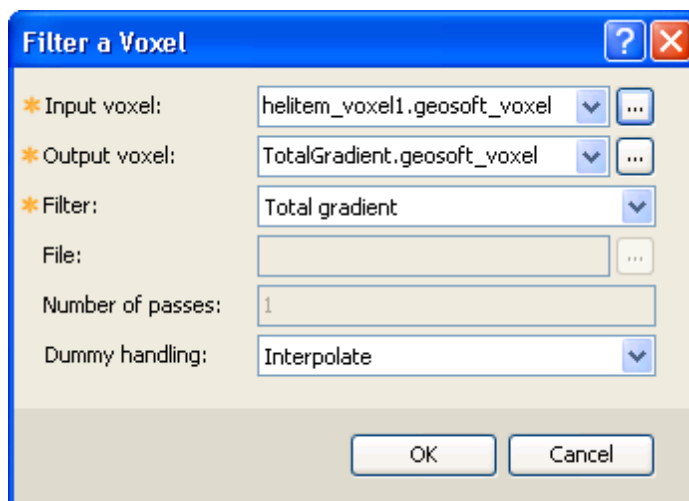 Filter a Voxel
?
*Input voxel: helitem_voxel1.geosoft_voxel ...
*Output voxel: TotalGradient.geosoft_voxel ...
*Filter: Total gradient
File: ...
Number of passes: 1
Dummy handling: Interpolate
OK Cancel